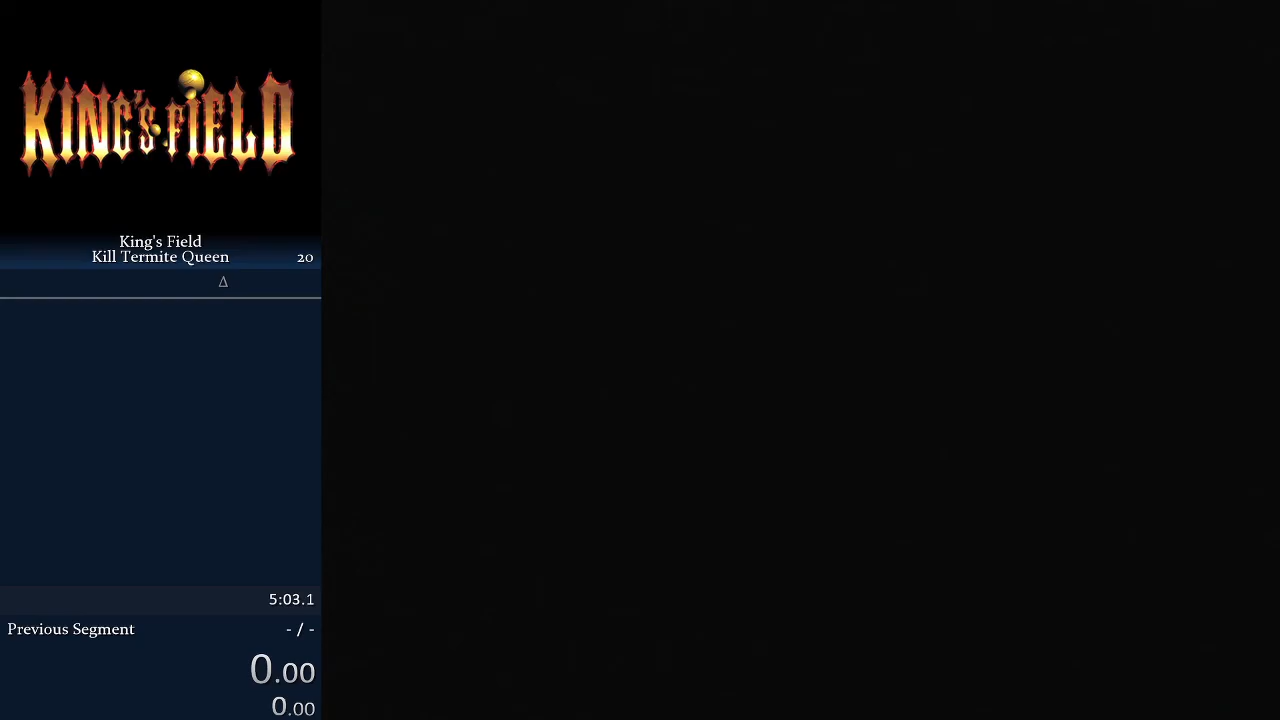 KING'S FIELD
King's Field
Kill Termite Queen 20
Δ
5:03.1
Previous Segment - / -
0.00
0.00